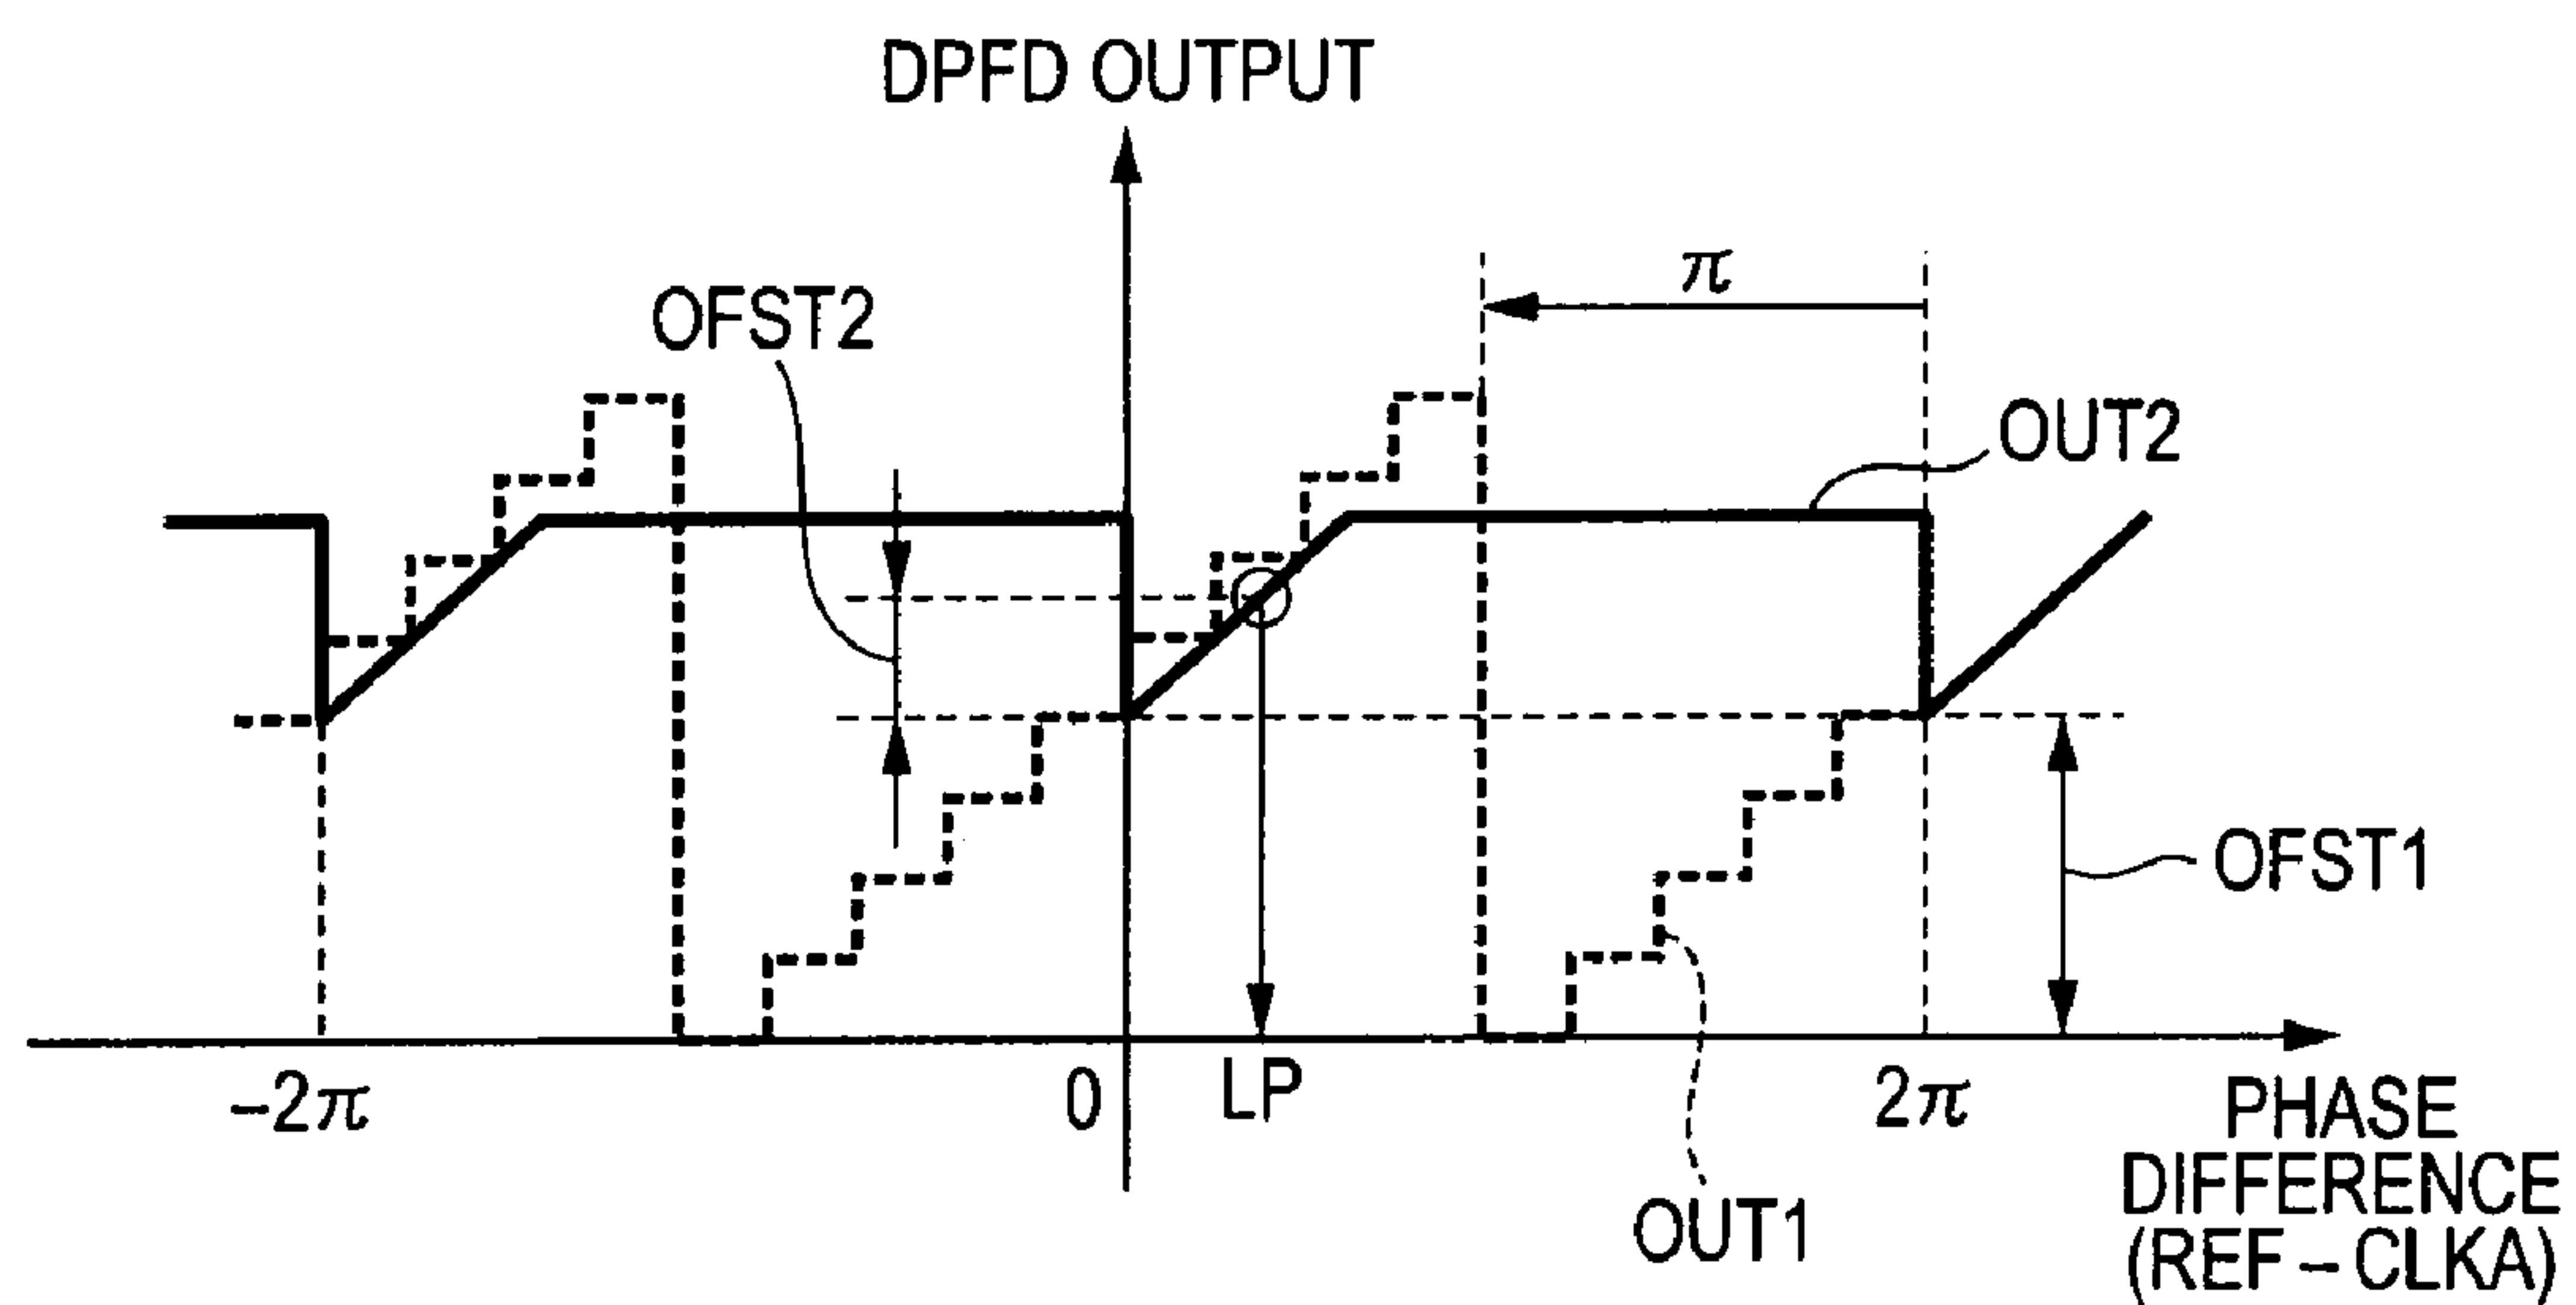 DPFD OUTPUT
π
OFST2
OUT2
OFST1
-2π
0
LP
2π
PHASE
DIFFERENCE
(REF – CLKA)
OUT1